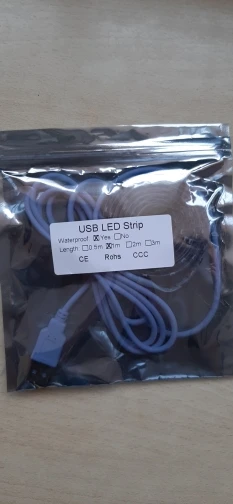 USB LED Strip
Waterproof: ☒Yes ☐No
Length: ☐0.5m ☒1m ☐2m ☐3m
CE Rohs CCC